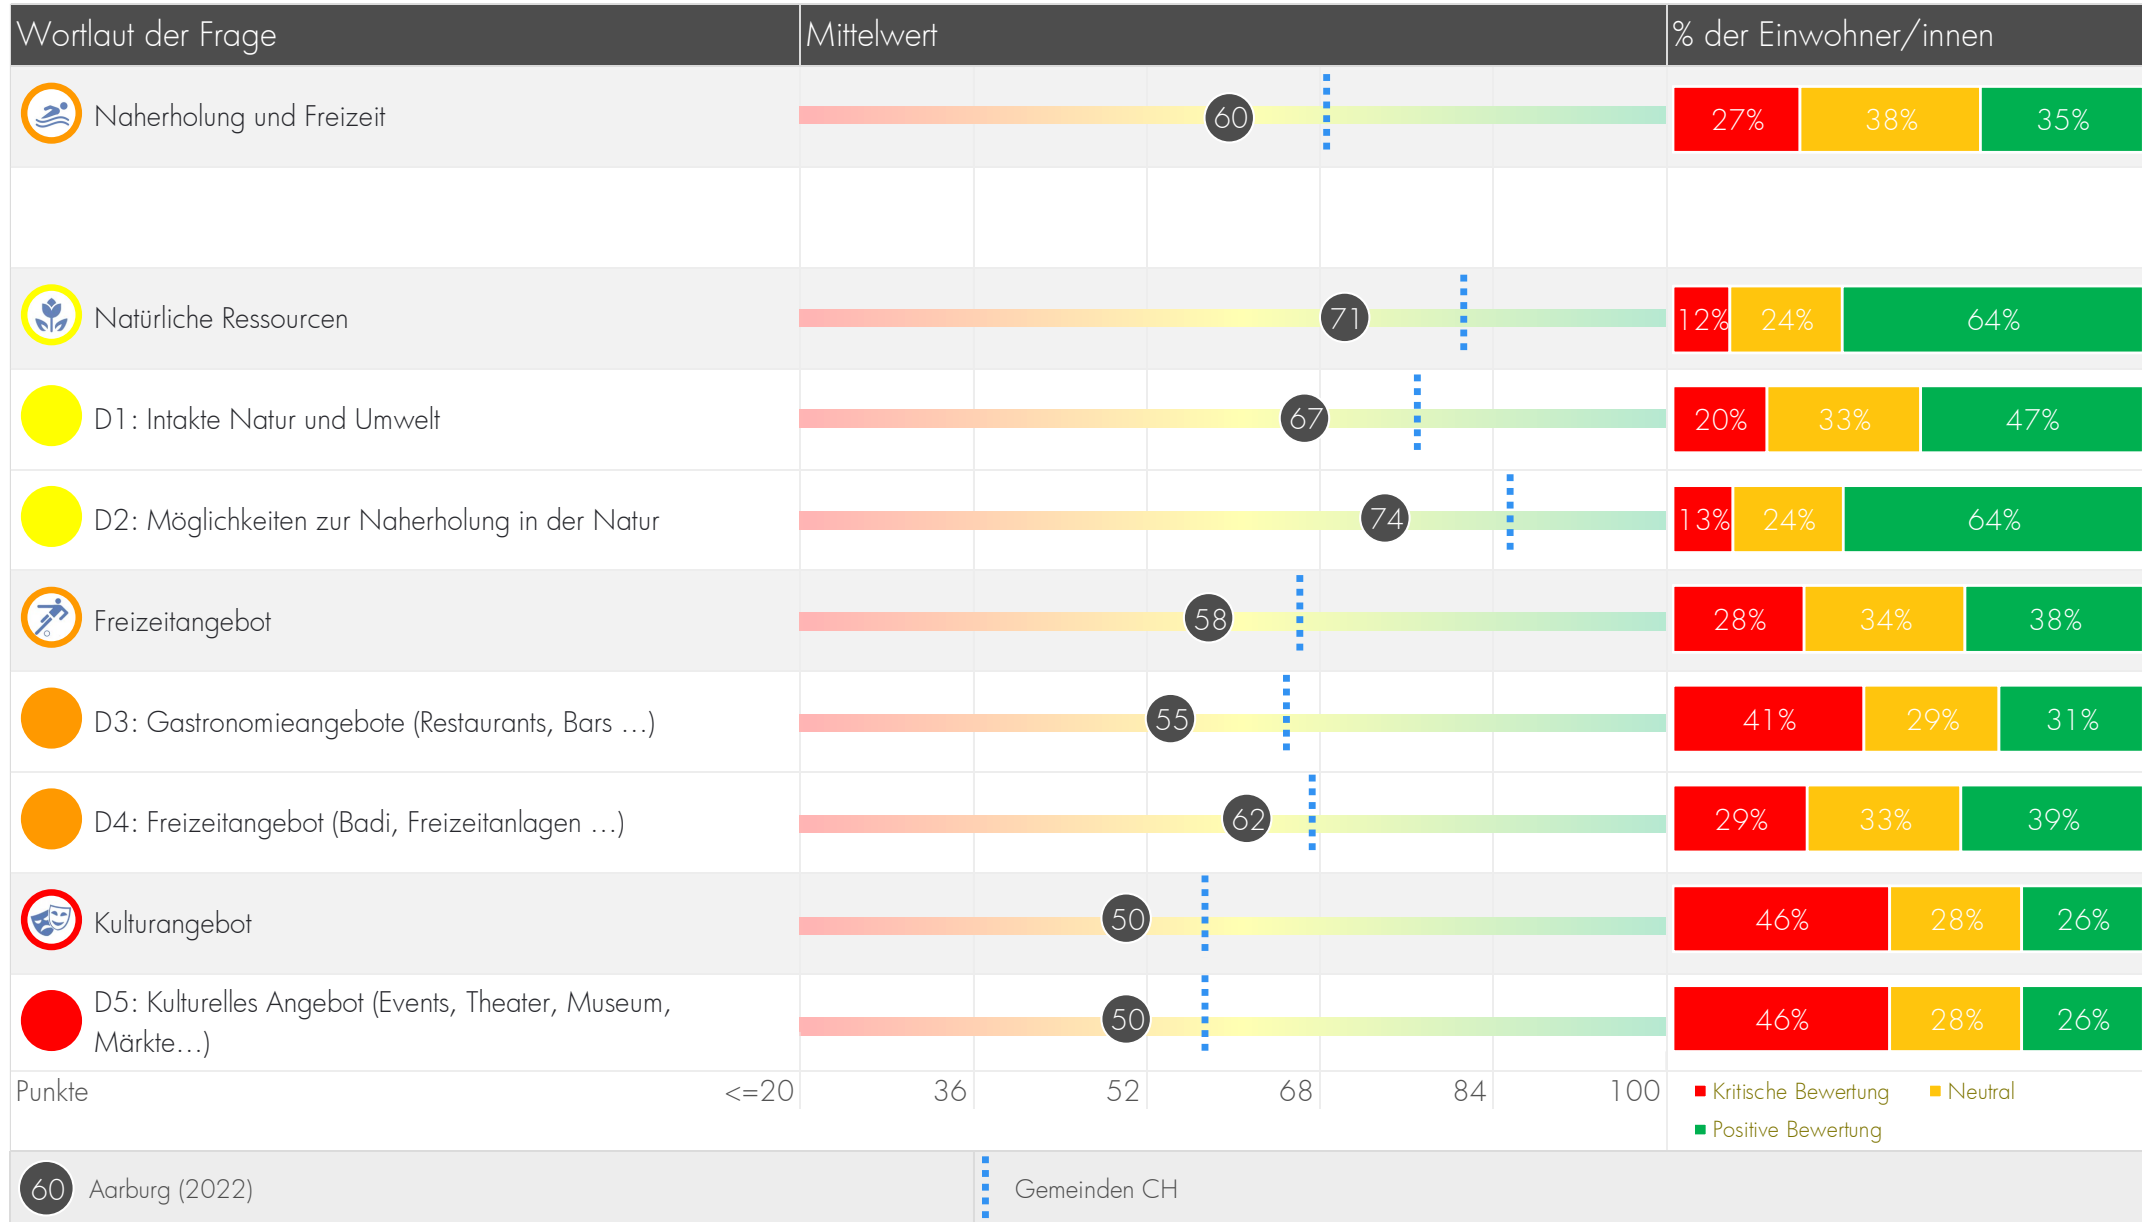 Wortlaut der Frage Mittelwert % der Einwohner/innen
Naherholung und Freizeit 60 27% 38% 35%
Natürliche Ressourcen 71 12% 24% 64%
D1: Intakte Natur und Umwelt 67 20% 33% 47%
D2: Möglichkeiten zur Naherholung in der Natur 74 13% 24% 64%
Freizeitangebot 58 28% 34% 38%
D3: Gastronomieangebote (Restaurants, Bars ...) 55 41% 29% 31%
D4: Freizeitangebot (Badi, Freizeitanlagen ...) 62 29% 33% 39%
Kulturangebot 50 46% 28% 26%
D5: Kulturelles Angebot (Events, Theater, Museum,
Märkte...) 50 46% 28% 26%
Punkte <=20 36 52 68 84 100
Kritische Bewertung Neutral
Positive Bewertung
60 Aarburg (2022) Gemeinden CH